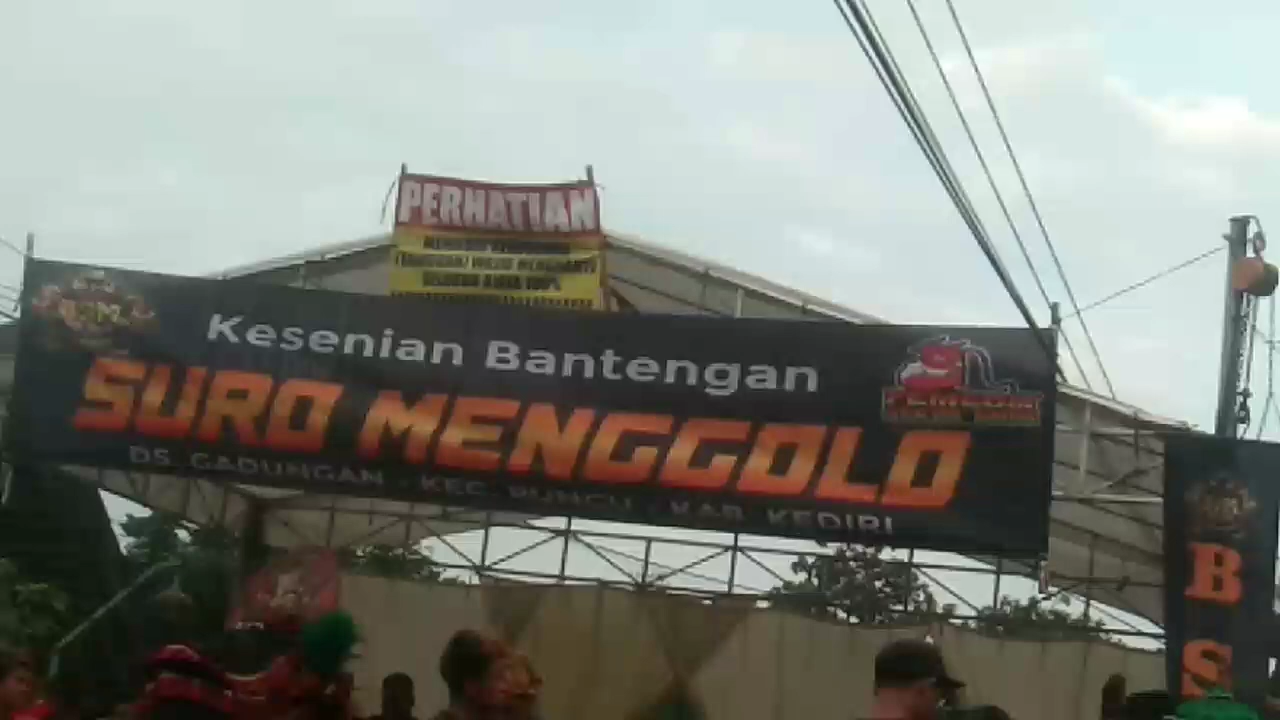 PERHATIAN
Kesenian Bantengan
SURO MENGGOLO
DS. GADUNGAN - KEC. PUNCU - KAB. KEDIRI
B
S